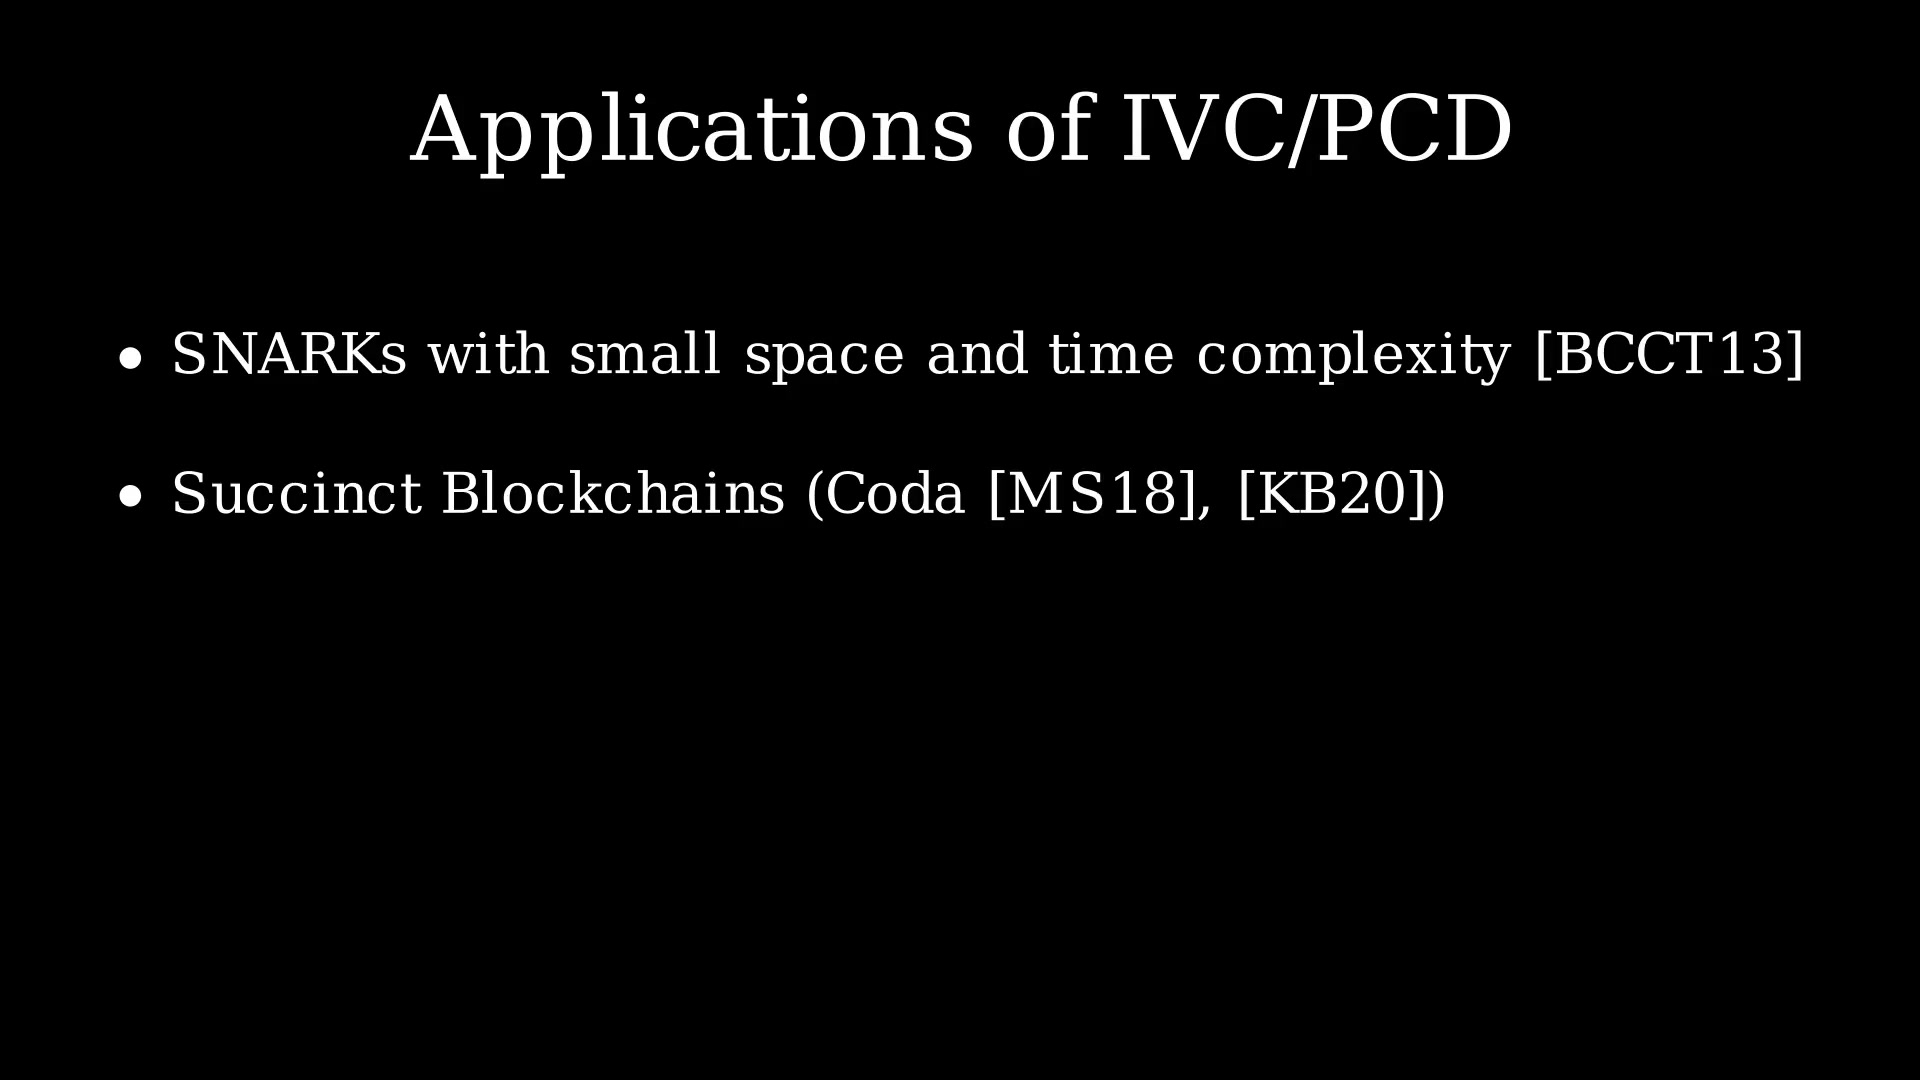 Applications of IVC/PCD
• SNARKs with small space and time complexity [BCCT13]
• Succinct Blockchains (Coda [MS18], [KB20])